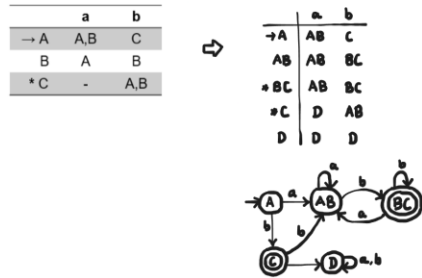 a b
→ A A,B C
B A B
* C - A,B
a b
→A AB C
AB AB BC
*BC AB BC
*C D AB
D D D
a b
A a AB b BC
a
b b
C D a,b